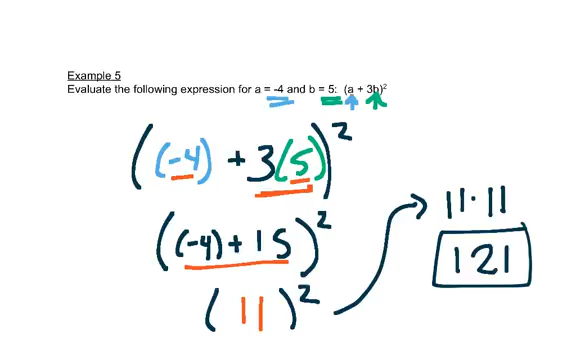 Example 5
Evaluate the following expression for a = -4 and b = 5: (a + 3b)²
((-4) + 3(5))²
((-4) + 15)²
(11)²
11·11
121